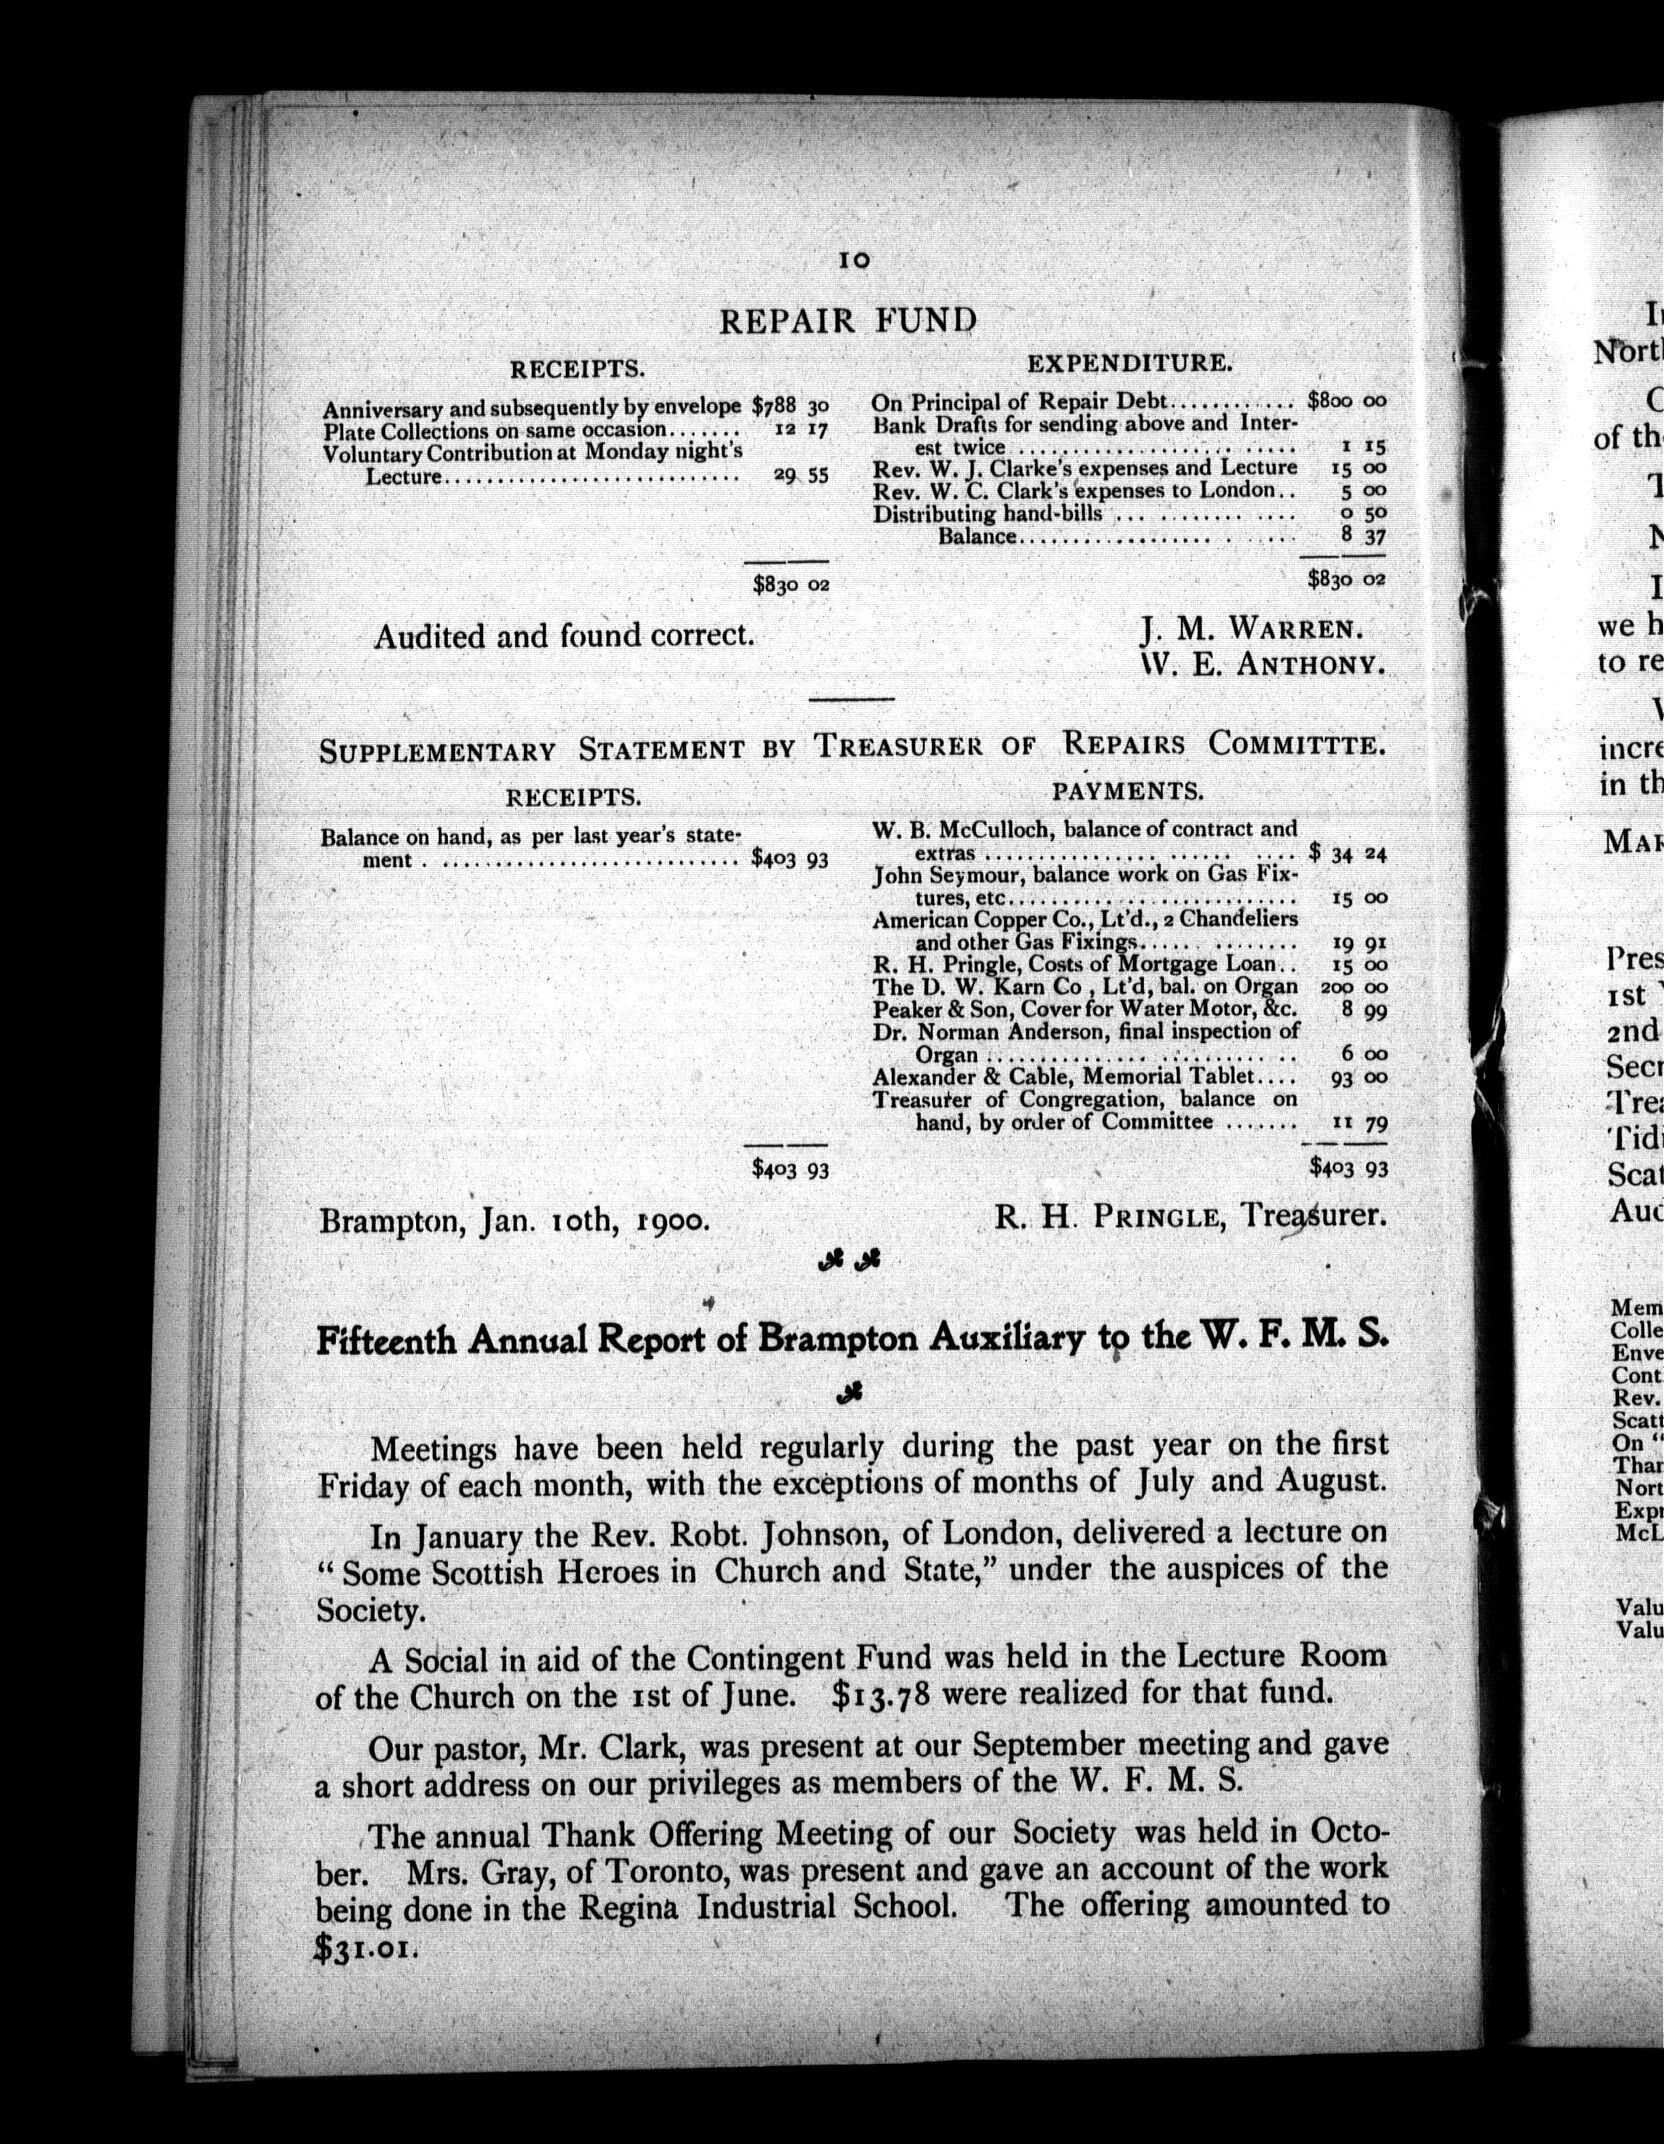 10
REPAIR FUND
RECEIPTS.
Anniversary and subsequently by envelope $788 30
Plate Collections on same occasion....... 12 17
Voluntary Contribution at Monday night's
Lecture............................ 29 55
$830 02
EXPENDITURE.
On Principal of Repair Debt............ $800 00
Bank Drafts for sending above and Inter-
est twice .......................... 1 15
Rev. W. J. Clarke's expenses and Lecture 15 00
Rev. W. C. Clark's expenses to London.. 5 00
Distributing hand-bills ... ......... .... 0 50
Balance.................. . ..... 8 37
$830 02
Audited and found correct.
J. M. WARREN.
W. E. ANTHONY.
SUPPLEMENTARY STATEMENT BY TREASURER OF REPAIRS COMMITTTE.
RECEIPTS.
Balance on hand, as per last year's state-
ment . ............................ $403 93
$403 93
PAYMENTS.
W. B. McCulloch, balance of contract and
extras ................ ...... .... $ 34 24
John Seymour, balance work on Gas Fix-
tures, etc........................... 15 00
American Copper Co., Lt'd., 2 Chandeliers
and other Gas Fixings...... ........ 19 91
R. H. Pringle, Costs of Mortgage Loan.. 15 00
The D. W. Karn Co , Lt'd, bal. on Organ 200 00
Peaker & Son, Cover for Water Motor, &c. 8 99
Dr. Norman Anderson, final inspection of
Organ ............... .......... .. 6 00
Alexander & Cable, Memorial Tablet.... 93 00
Treasurer of Congregation, balance on
hand, by order of Committee ....... 11 79
$403 93
Brampton, Jan. 10th, 1900.
R. H. PRINGLE, Treasurer.
Fifteenth Annual Report of Brampton Auxiliary to the W. F. M. S.
Meetings have been held regularly during the past year on the first
Friday of each month, with the exceptions of months of July and August.
In January the Rev. Robt. Johnson, of London, delivered a lecture on
“ Some Scottish Heroes in Church and State,” under the auspices of the
Society.
A Social in aid of the Contingent Fund was held in the Lecture Room
of the Church on the 1st of June. $13.78 were realized for that fund.
Our pastor, Mr. Clark, was present at our September meeting and gave
a short address on our privileges as members of the W. F. M. S.
The annual Thank Offering Meeting of our Society was held in Octo-
ber. Mrs. Gray, of Toronto, was present and gave an account of the work
being done in the Regina Industrial School. The offering amounted to
$31.01.
of th
we h
to re
incre
in th
1st
2nd
Rev.
On “